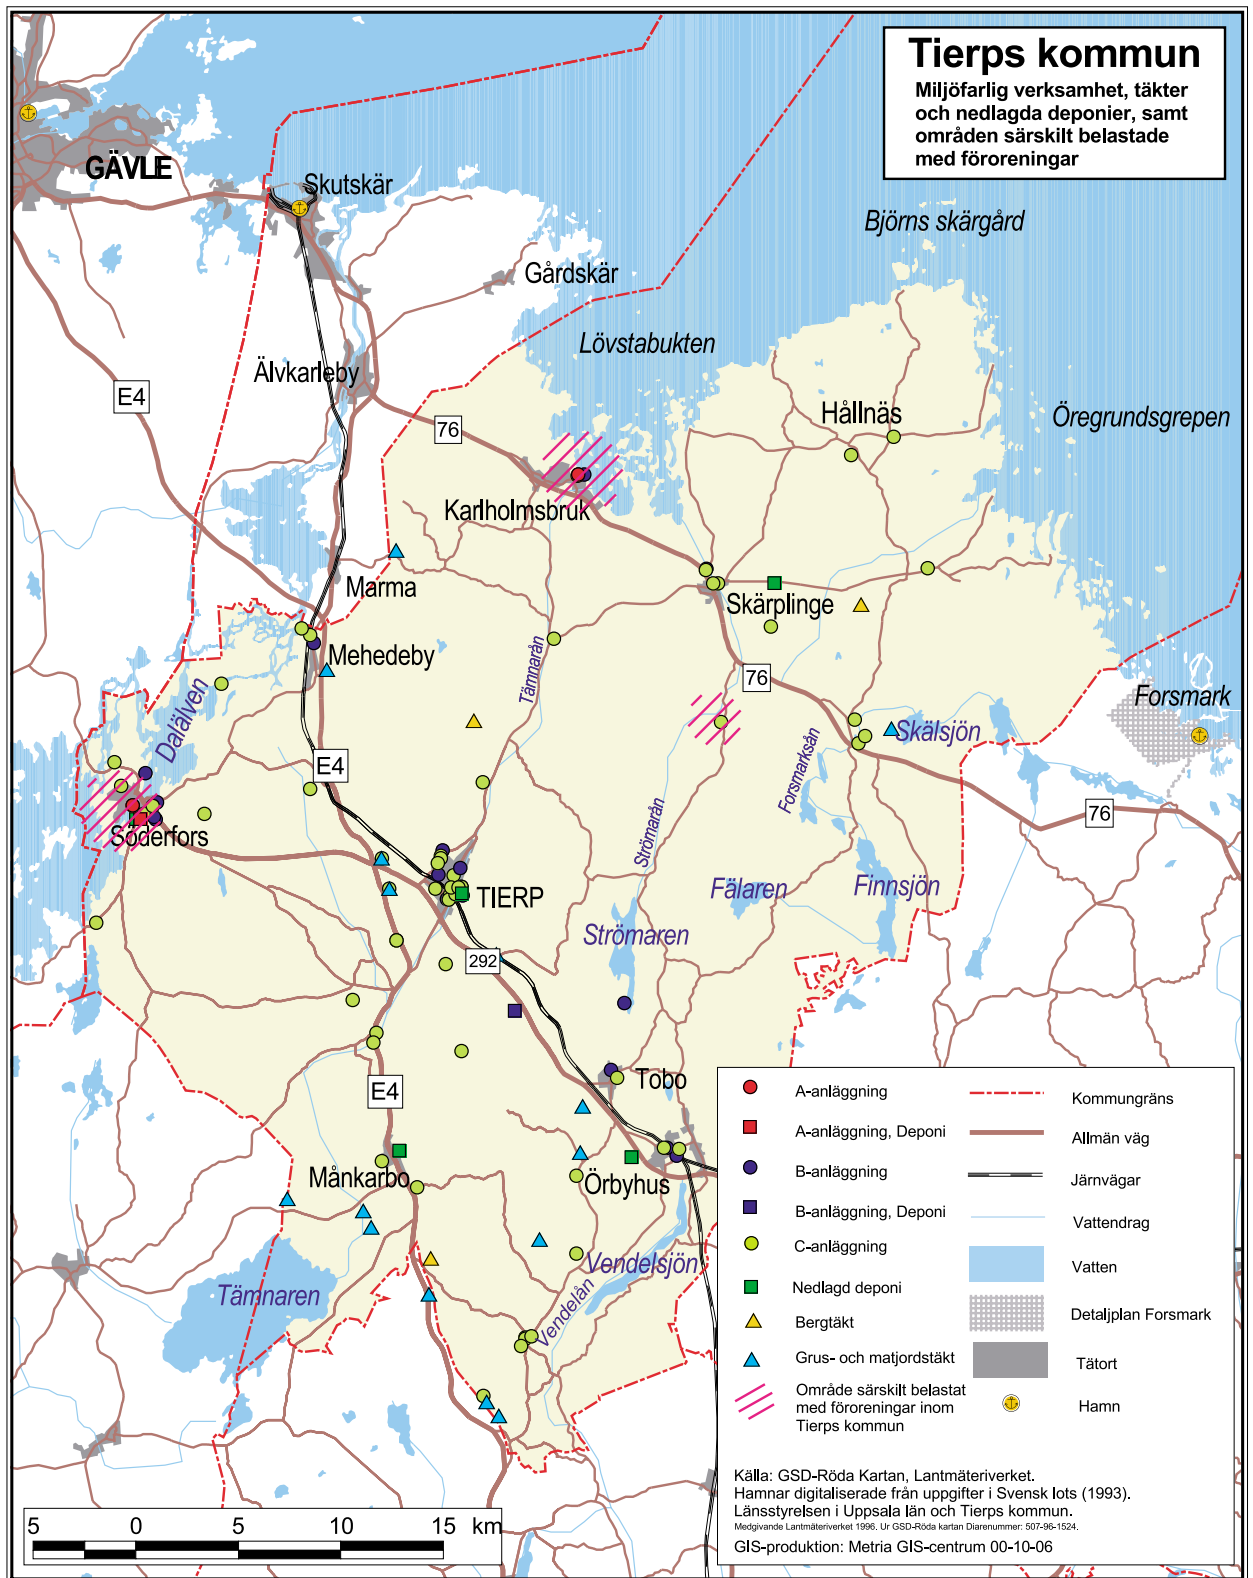 Tierps kommun
Miljöfarlig verksamhet, täkter
och nedlagda deponier, samt
områden särskilt belastade
med föroreningar
GÄVLE
Skutskär
Björns skärgård
Gårdskär
Lövstabukten
Älvkarleby
E4
76
Hållnäs
Öregrundsgrepen
Karlholmsbruk
Marma
Skärplinge
Mehedeby
Tämnarån
76
Dalälven
Forsmark
Skälsjön
E4
Forsmarksån
76
Söderfors
Strömarån
TIERP
Fälaren
Finnsjön
Strömaren
292
Tobo
E4
Månkarbo
Örbyhus
Vendelsjön
Tämnaren
Vendelån
A-anläggning
A-anläggning, Deponi
B-anläggning
B-anläggning, Deponi
C-anläggning
Nedlagd deponi
Bergtäkt
Grus- och matjordstäkt
Område särskilt belastat
med föroreningar inom
Tierps kommun
Kommungräns
Allmän väg
Järnvägar
Vattendrag
Vatten
Detaljplan Forsmark
Tätort
Hamn
Källa: GSD-Röda Kartan, Lantmäteriverket.
Hamnar digitaliserade från uppgifter i Svensk lots (1993).
Länsstyrelsen i Uppsala län och Tierps kommun.
Medgivande Lantmäteriverket 1996. Ur GSD-Röda kartan Diarenummer: 507-96-1524.
GIS-produktion: Metria GIS-centrum 00-10-06
5 0 5 10 15 km